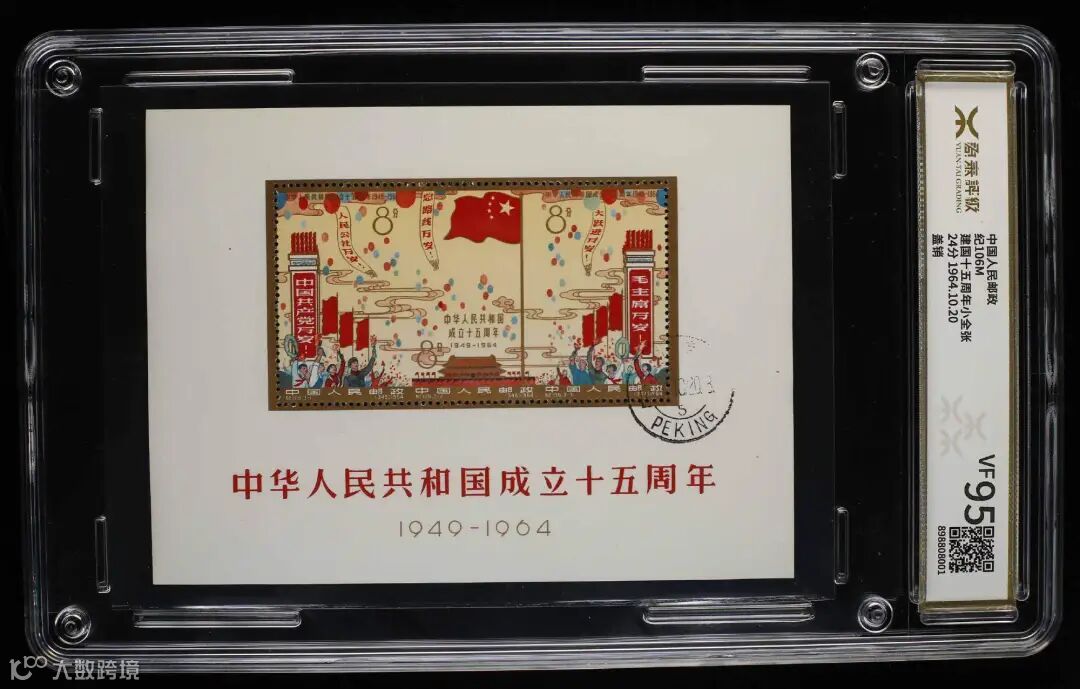 人民公社万岁!
总路线万岁!
大跃进万岁!
8分
8分
8分
中国共产党万岁!
毛主席万岁!
中华人民共和国
成立十五周年
1949-1964
中国人民邮政
中国人民邮政
中国人民邮政
PEKING
5
中华人民共和国成立十五周年
1949-1964
源泰評級
YUAN-TAI GRADING
中国人民邮政
纪106M
建国十五周年小全张
24分 1964.10.20
盖销
VF95
898808001
大数跨境